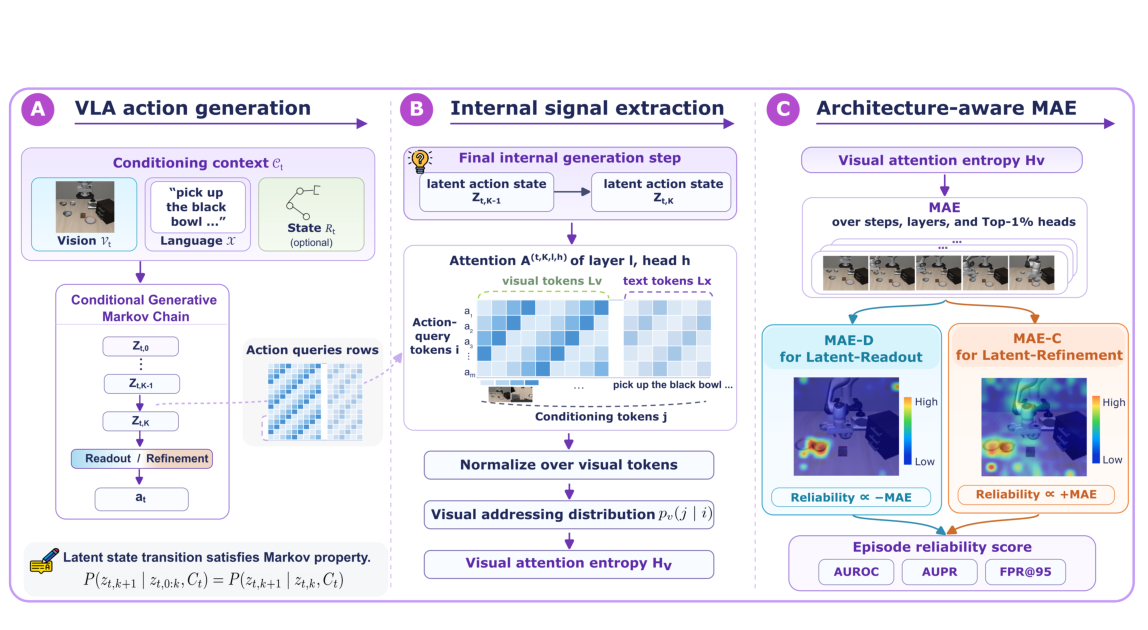 A VLA action generation
Conditioning context 𝒞t
Vision 𝒱t
“pick up
the black
bowl ...”
Language 𝒳
State Rt
(optional)
Conditional Generative
Markov Chain
Zt,0
⋮
Zt,K-1
Zt,K
Readout / Refinement
at
Action queries rows
Latent state transition satisfies Markov property.
P(zt,k+1 | zt,0:k, Ct) = P(zt,k+1 | zt,k, Ct)
B Internal signal extraction
Final internal generation step
latent action state
Zt,K-1
latent action state
Zt,K
Attention A(t,K,l,h) of layer l, head h
visual tokens Lv
text tokens Lx
Action-
query
tokens i
a1
a2
a3
⋮
am
... pick up the black bowl ...
Conditioning tokens j
Normalize over visual tokens
Visual addressing distribution pv(j | i)
Visual attention entropy Hv
C Architecture-aware MAE
Visual attention entropy Hv
MAE
over steps, layers, and Top-1% heads
...
...
MAE-D
for Latent-Readout
High
Low
Reliability ∝ −MAE
MAE-C
for Latent-Refinement
High
Low
Reliability ∝ +MAE
Episode reliability score
AUROC
AUPR
FPR@95